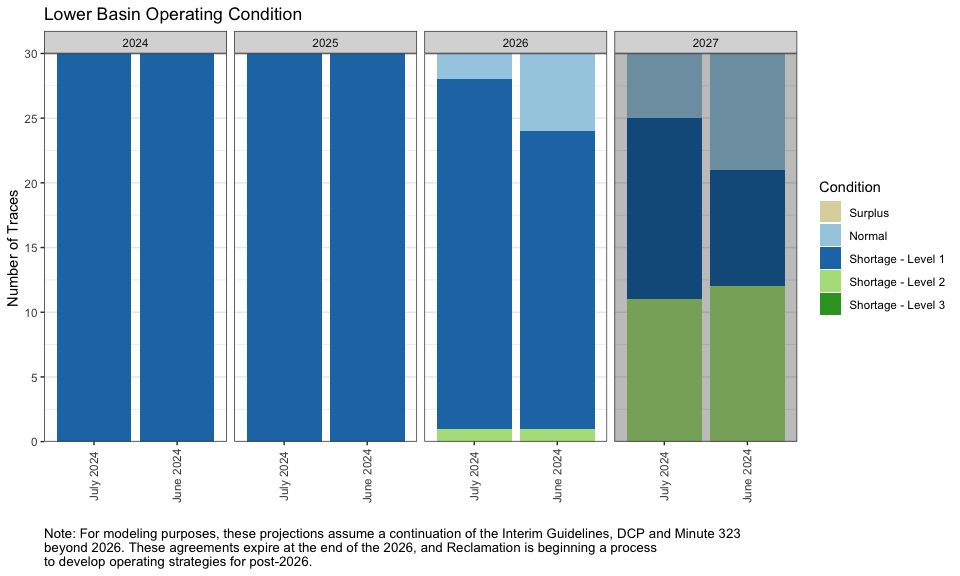 Lower Basin Operating Condition
2024 2025 2026 2027
Number of Traces
30
25
20
15
10
5
0
July 2024 June 2024 July 2024 June 2024 July 2024 June 2024 July 2024 June 2024
Condition
Surplus
Normal
Shortage - Level 1
Shortage - Level 2
Shortage - Level 3
Note: For modeling purposes, these projections assume a continuation of the Interim Guidelines, DCP and Minute 323
beyond 2026. These agreements expire at the end of the 2026, and Reclamation is beginning a process
to develop operating strategies for post-2026.